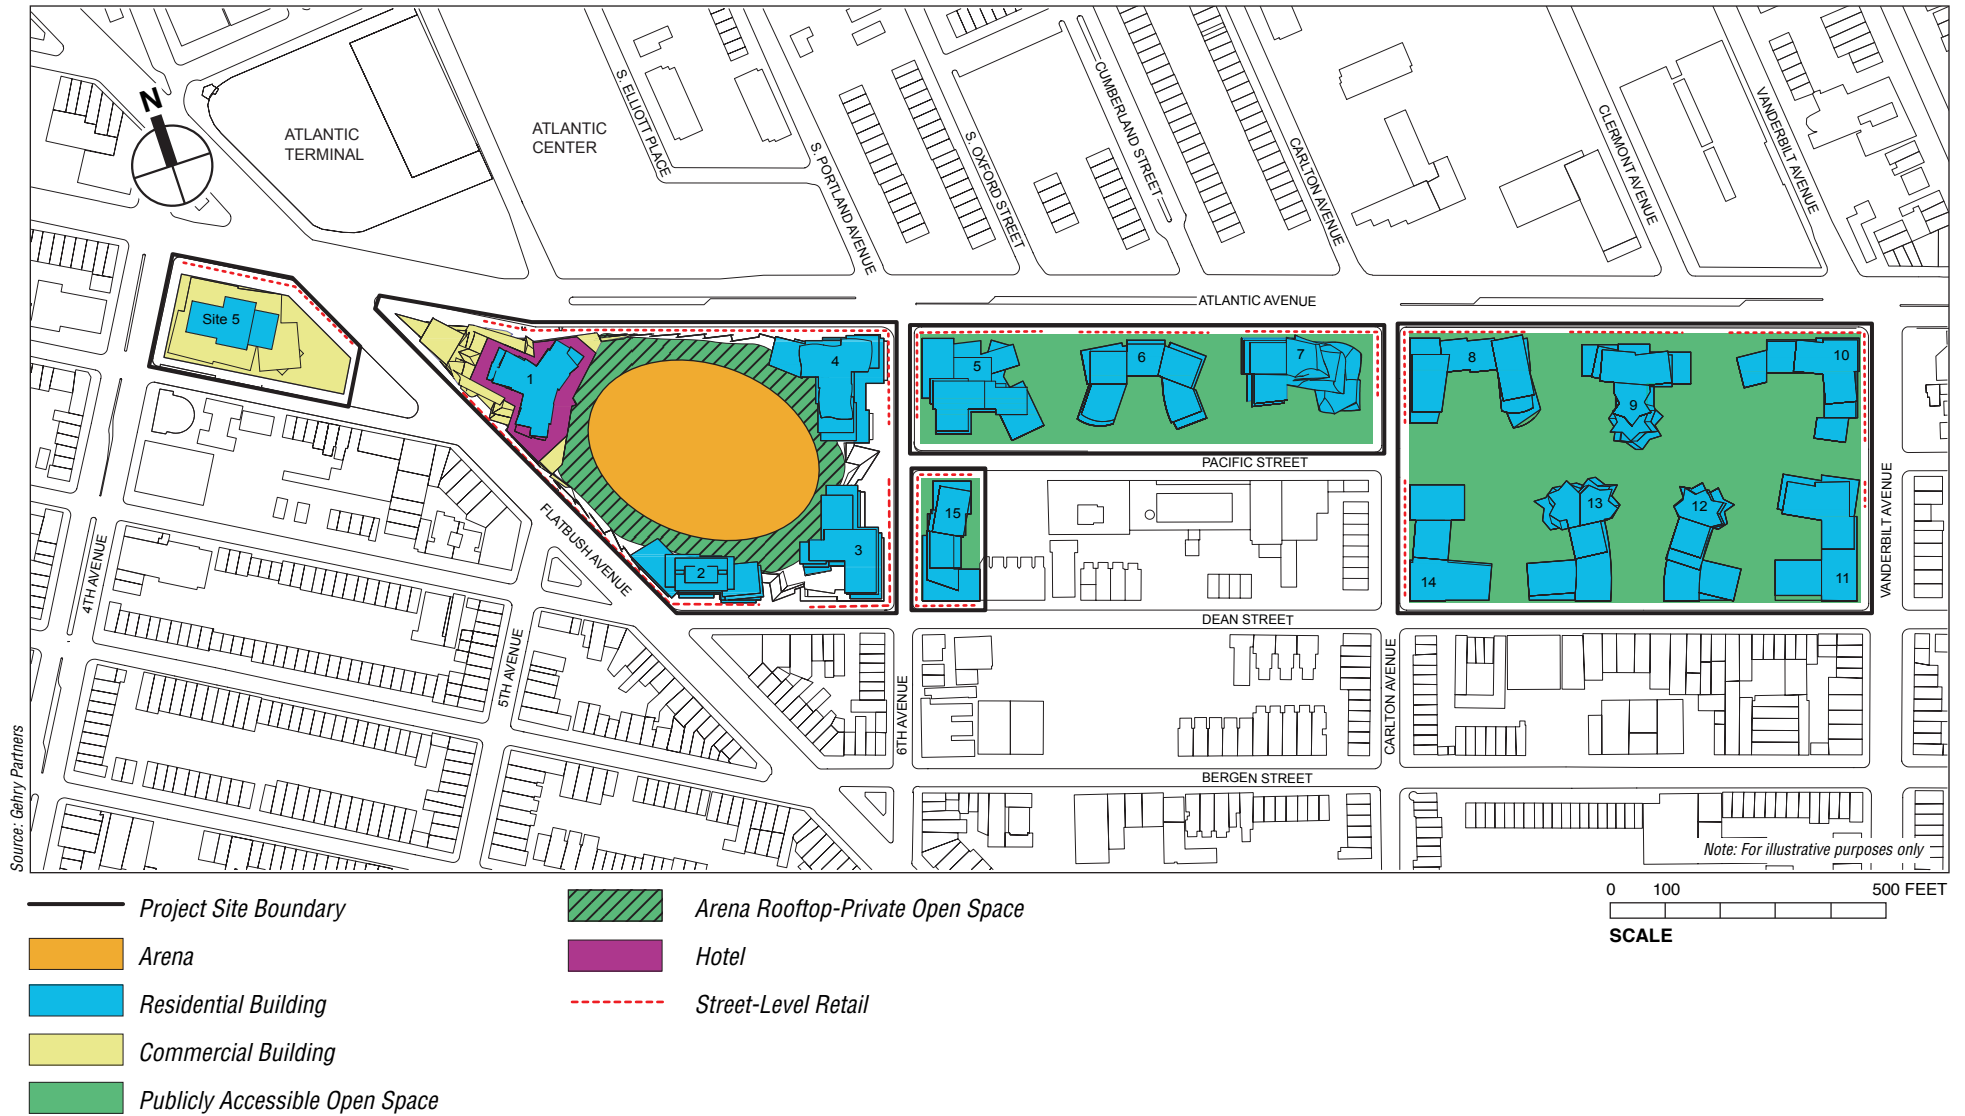 N
ATLANTIC
TERMINAL
ATLANTIC
CENTER
S. ELLIOTT PLACE
S. PORTLAND AVENUE
S. OXFORD STREET
CUMBERLAND STREET
CARLTON AVENUE
CLERMONT AVENUE
VANDERBILT AVENUE
ATLANTIC AVENUE
Site 5
1
4
5
6
7
8
9
10
PACIFIC STREET
2
3
15
13
12
14
11
FLATBUSH AVENUE
4TH AVENUE
5TH AVENUE
6TH AVENUE
CARLTON AVENUE
VANDERBILT AVENUE
DEAN STREET
BERGEN STREET
Source: Gehry Partners
Note: For illustrative purposes only
0 100 500 FEET
SCALE
Project Site Boundary
Arena
Residential Building
Commercial Building
Publicly Accessible Open Space
Arena Rooftop-Private Open Space
Hotel
Street-Level Retail